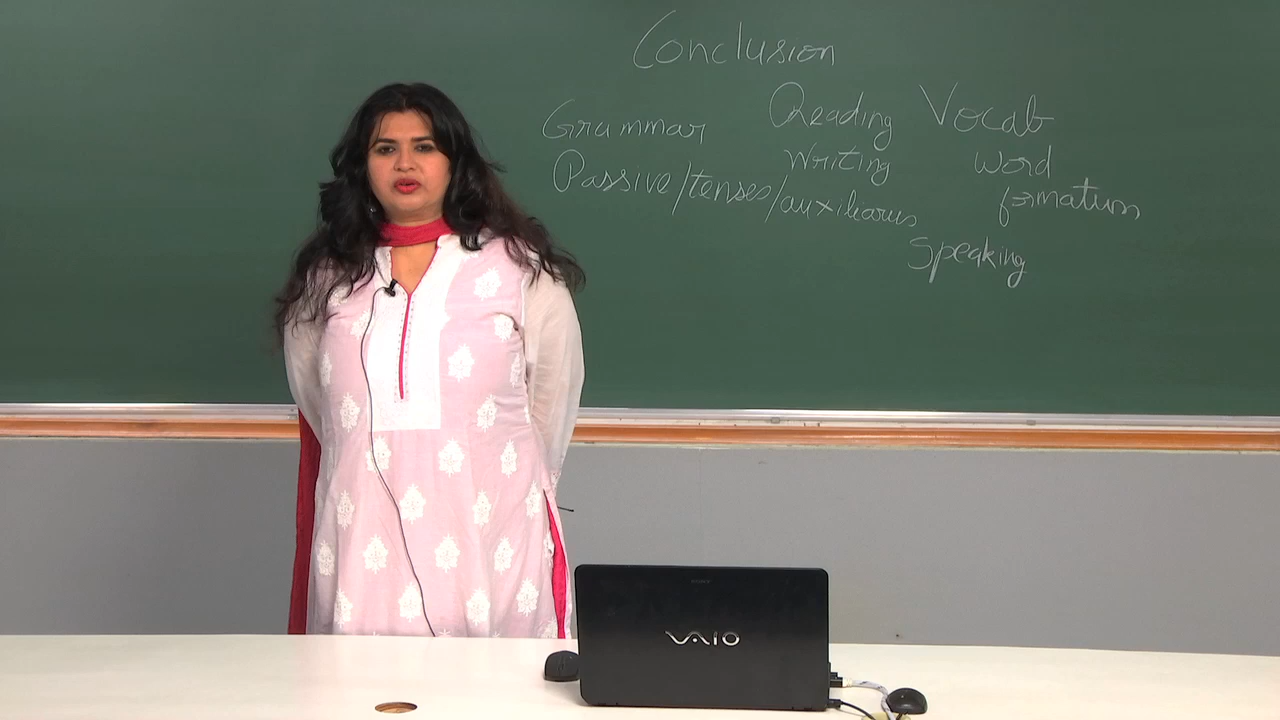 Conclusion
Grammar Reading Vocab
Passive/tenses/auxiliaries Writing Word
formation
Speaking
VAIO